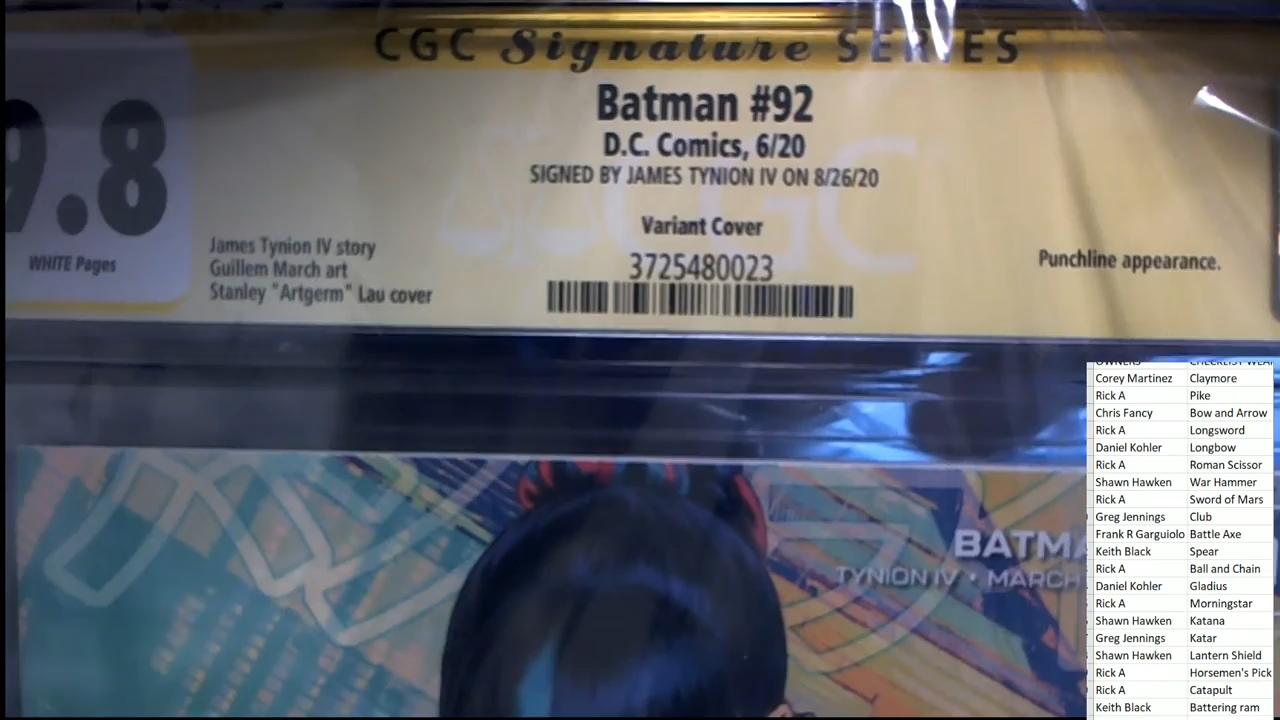 CGC Signature SERIES
9.8
WHITE Pages
Batman #92
D.C. Comics, 6/20
SIGNED BY JAMES TYNION IV ON 8/26/20
Variant Cover
3725480023
James Tynion IV story
Guillem March art
Stanley "Artgerm" Lau cover
Punchline appearance.
BATMA
TYNION IV • MARCH
OWNERS CHECKLIST WEA
Corey Martinez Claymore
Rick A Pike
Chris Fancy Bow and Arrow
Rick A Longsword
Daniel Kohler Longbow
Rick A Roman Scissor
Shawn Hawken War Hammer
Rick A Sword of Mars
Greg Jennings Club
Frank R Garguiolo Battle Axe
Keith Black Spear
Rick A Ball and Chain
Daniel Kohler Gladius
Rick A Morningstar
Shawn Hawken Katana
Greg Jennings Katar
Shawn Hawken Lantern Shield
Rick A Horsemen's Pick
Rick A Catapult
Keith Black Battering ram